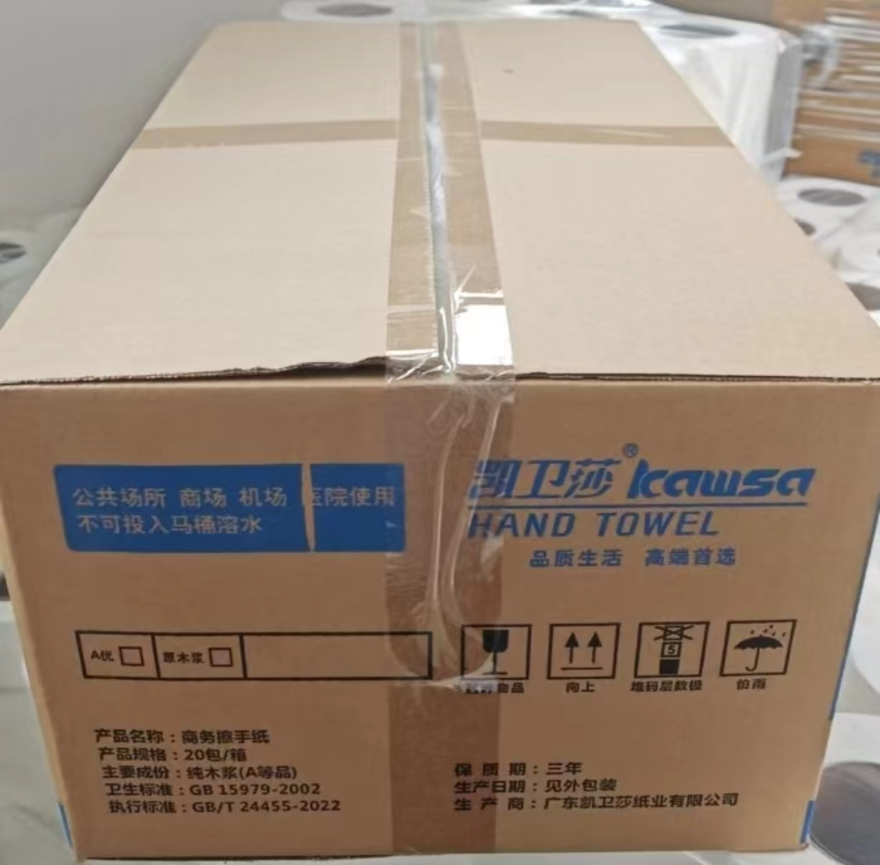 公共场所 商场 机场 医院使用
不可投入马桶溶水
凯卫莎® kawsa
HAND TOWEL
品质生活 高端首选
A优
原木浆
向上
5
堆码层数极
怕雨
产品名称：商务擦手纸
产品规格：20包/箱
主要成份：纯木浆(A等品)
卫生标准：GB 15979-2002
执行标准：GB/T 24455-2022
保 质 期：三年
生产日期：见外包装
生 产 商：广东凯卫莎纸业有限公司